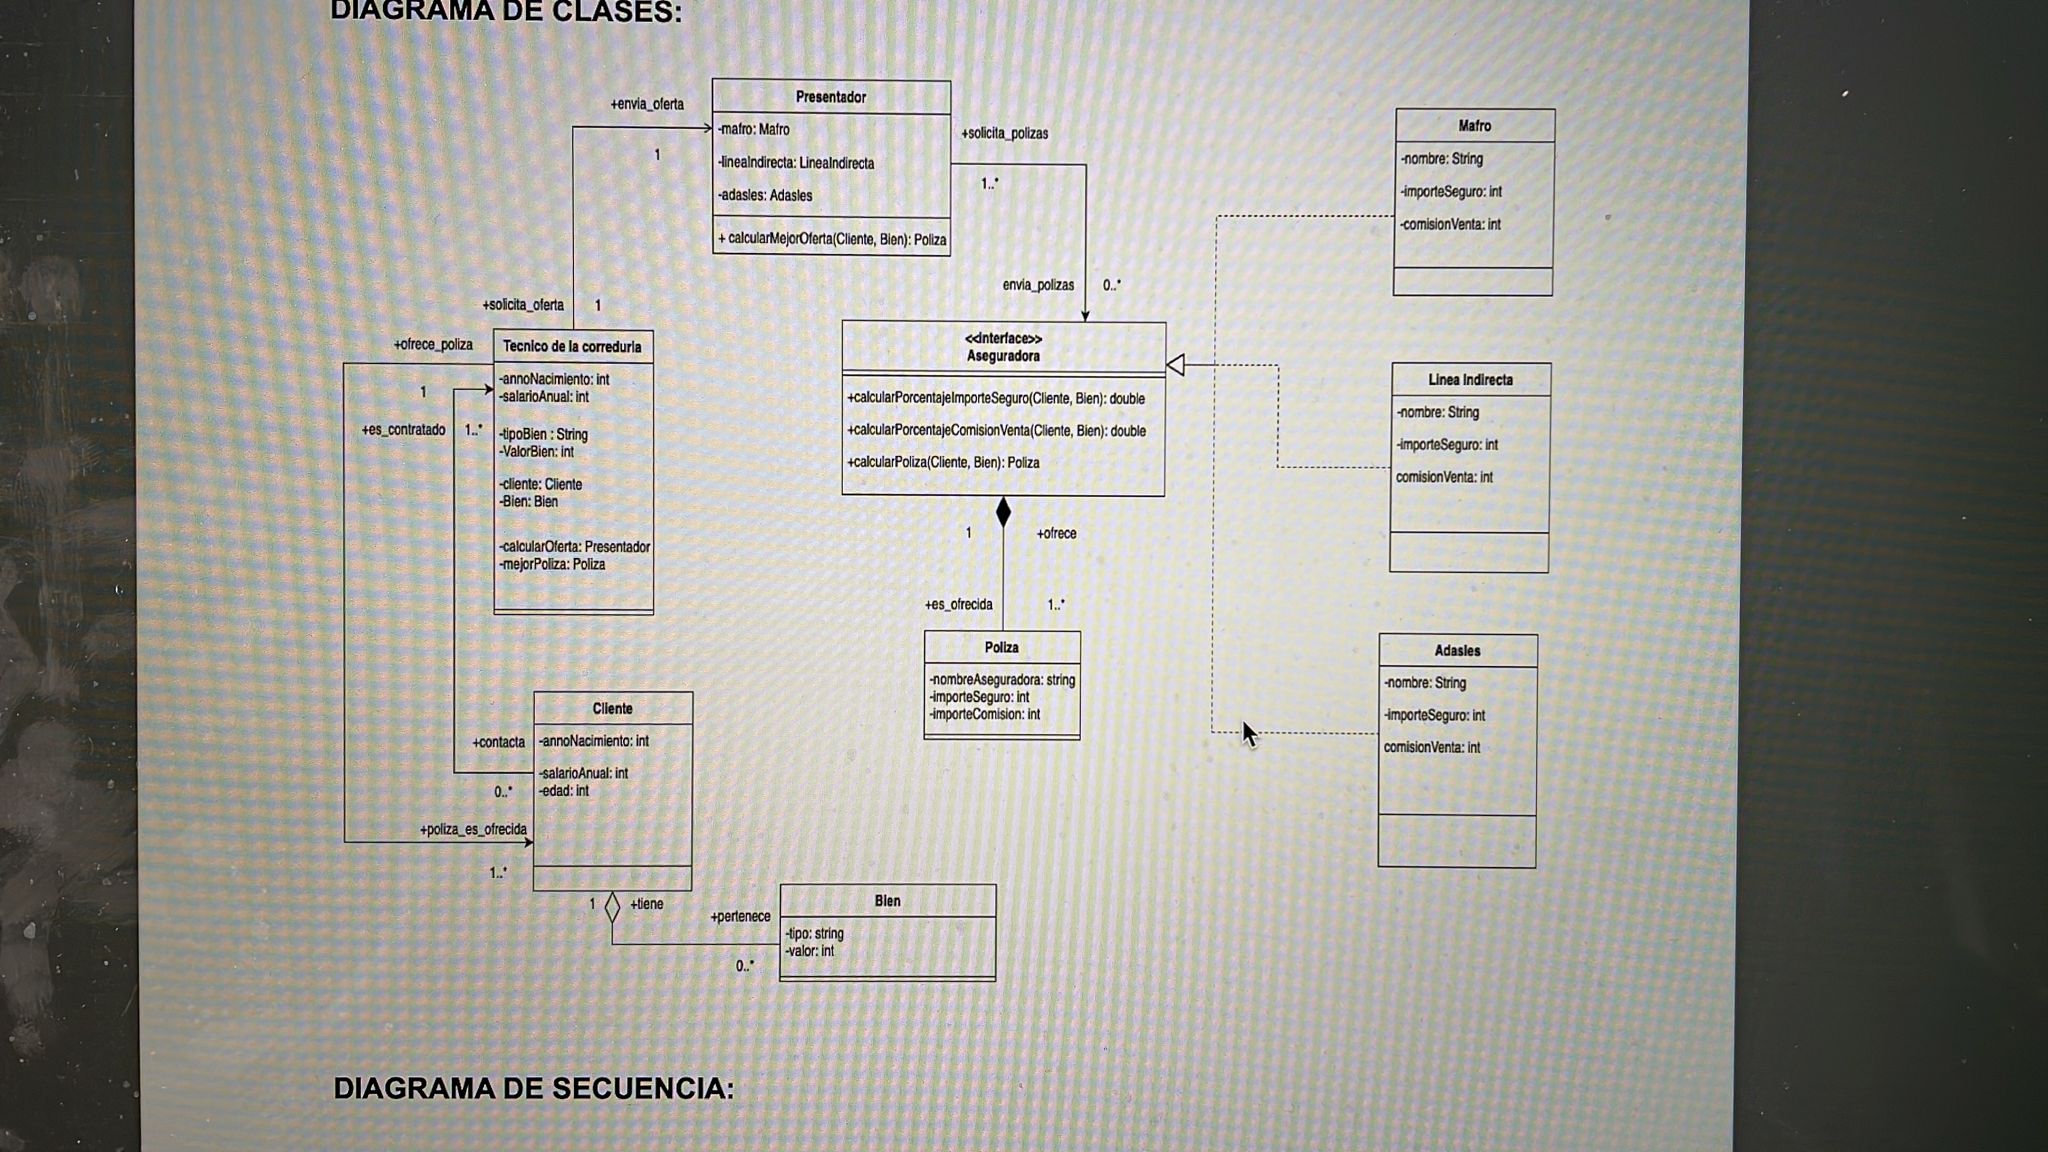 DIAGRAMA DE CLASES:
+envia_oferta
1
Presentador
-mafro: Mafro
-lineaIndirecta: LineaIndirecta
-adasles: Adasles
+ calcularMejorOferta(Cliente, Bien): Poliza
+solicita_polizas
1..*
envia_polizas
0..*
+solicita_oferta
1
+ofrece_poliza
1
+es_contratado
1..*
Tecnico de la correduria
-annoNacimiento: int
-salarioAnual: int
-tipoBien : String
-ValorBien: int
-cliente: Cliente
-Bien: Bien
-calcularOferta: Presentador
-mejorPoliza: Poliza
<<interface>>
Aseguradora
+calcularPorcentajeImporteSeguro(Cliente, Bien): double
+calcularPorcentajeComisionVenta(Cliente, Bien): double
+calcularPoliza(Cliente, Bien): Poliza
1
+ofrece
+es_ofrecida
1..*
Poliza
-nombreAseguradora: string
-importeSeguro: int
-importeComision: int
Mafro
-nombre: String
-importeSeguro: int
-comisionVenta: int
Linea Indirecta
-nombre: String
-importeSeguro: int
comisionVenta: int
Adasles
-nombre: String
-importeSeguro: int
comisionVenta: int
+contacta
0..*
+poliza_es_ofrecida
1..*
Cliente
-annoNacimiento: int
-salarioAnual: int
-edad: int
1
+tiene
+pertenece
0..*
Bien
-tipo: string
-valor: int
DIAGRAMA DE SECUENCIA: